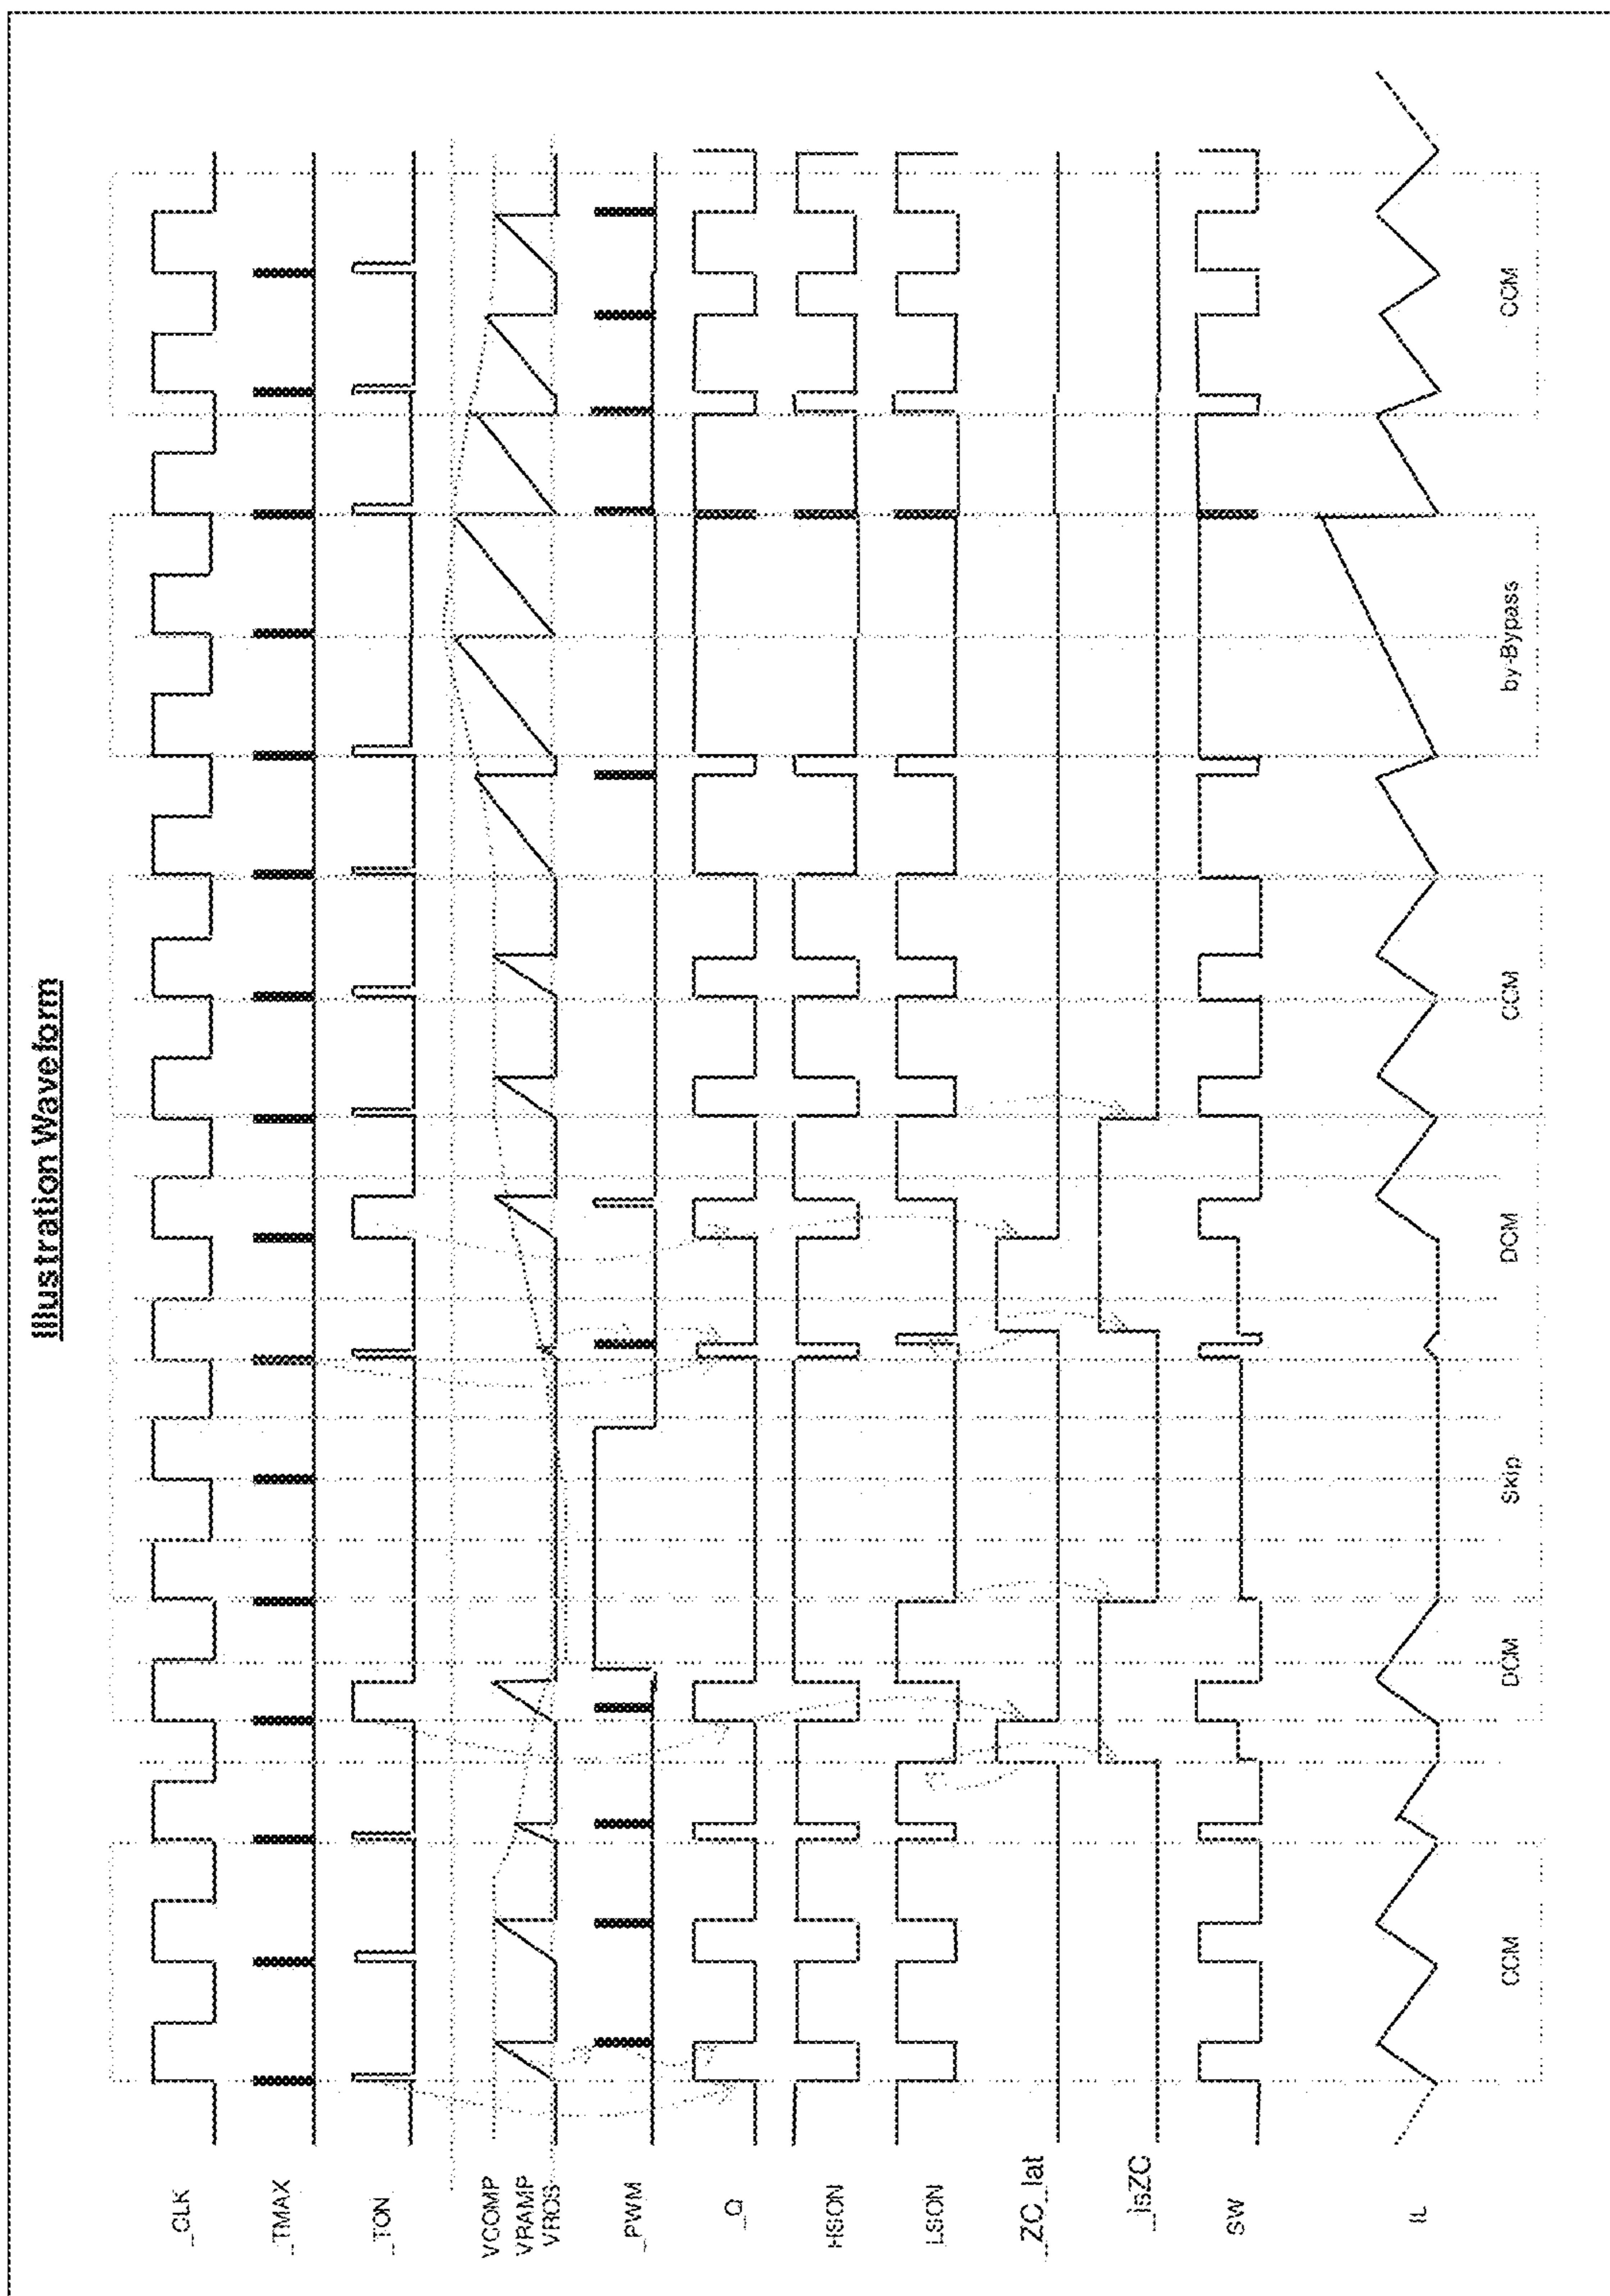 Illustration Waveform
_CLK
_TMAX
_TON
VCOMP
VRAMP
VROS
_PWM
_Q
HSON
LSON
_ZC_lat
_isZC
SW
IL
CCM
DCM
Skip
DCM
CCM
by-Bypass
CCM